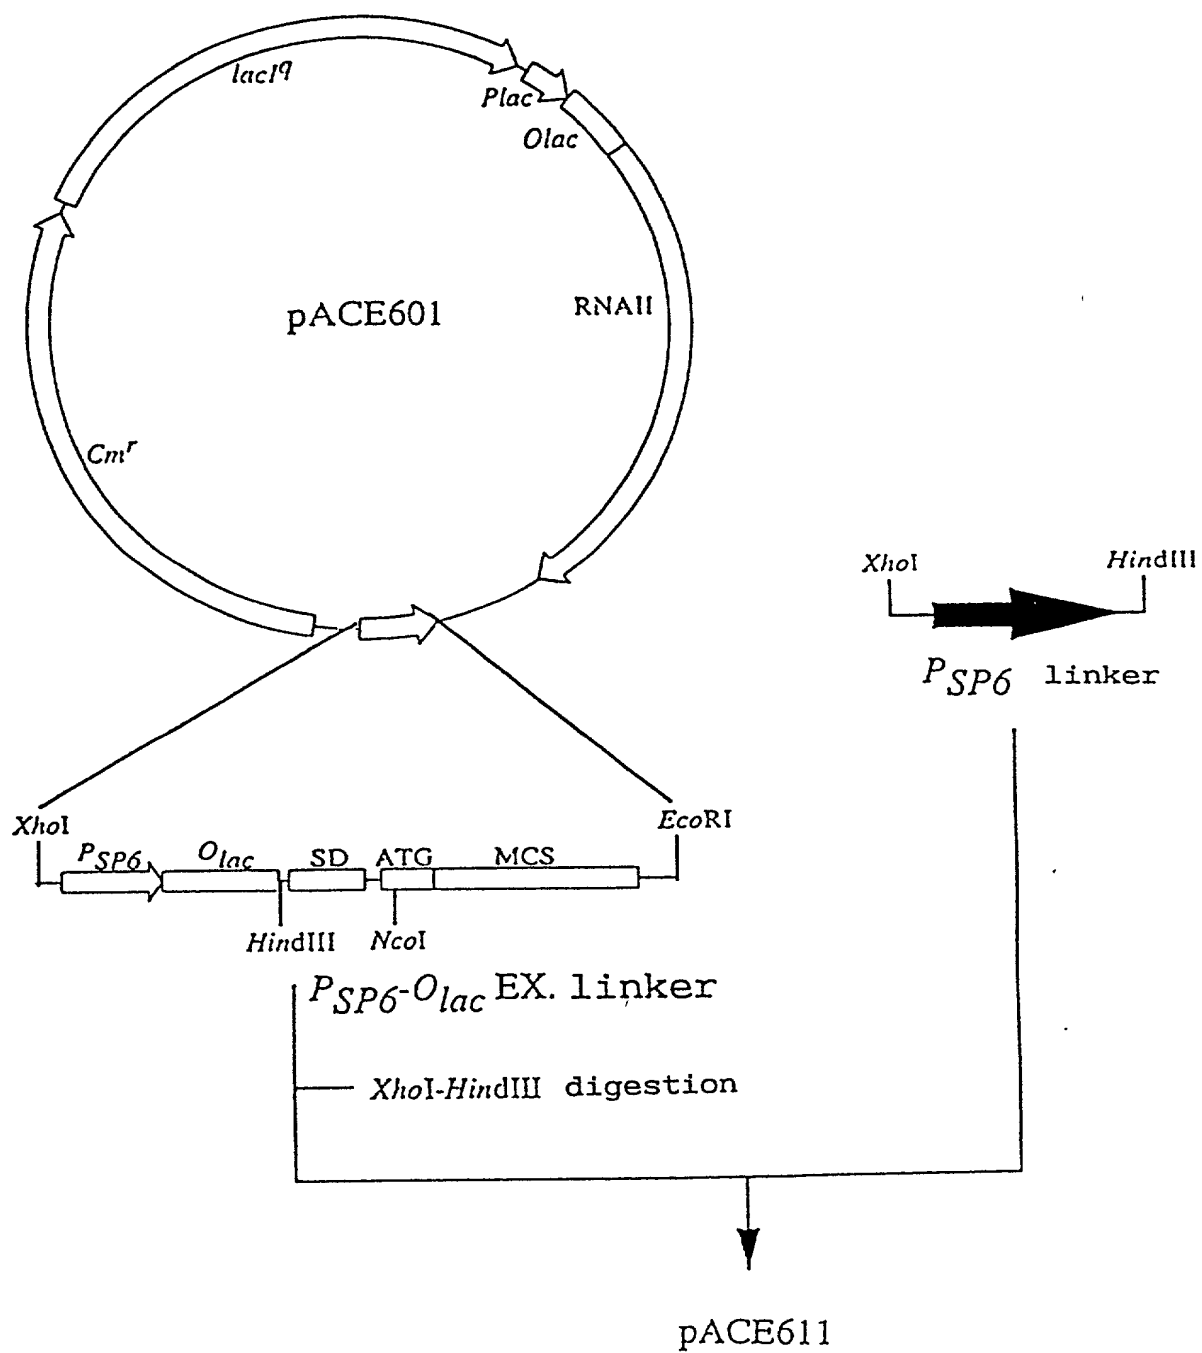 lacIq
Plac
Olac
pACE601
RNAII
Cmr
XhoI HindIII
PSP6 linker
XhoI EcoRI
PSP6 Olac SD ATG MCS
HindIII NcoI
PSP6-Olac EX. linker
XhoI-HindIII digestion
pACE611